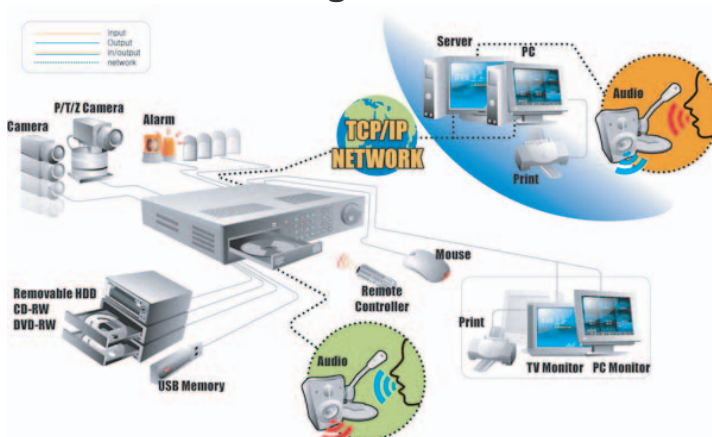 Input
Output
in/output
network
Server
PC
P/T/Z Camera
Alarm
Audio
Camera
TCP/IP
NETWORK
Print
Mouse
Remote
Controller
Removable HDD
CD-RW
DVD-RW
Print
Audio
USB Memory
TV Monitor
PC Monitor